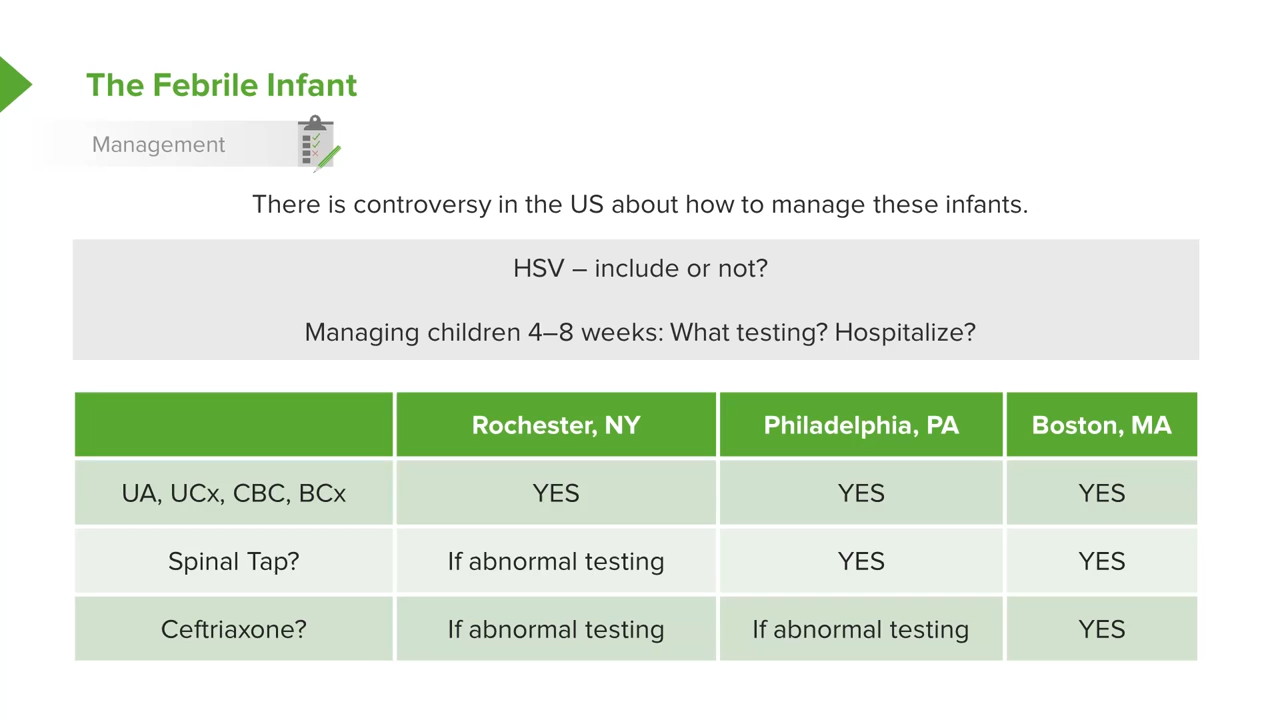 The Febrile Infant
Management
There is controversy in the US about how to manage these infants.
HSV – include or not?
Managing children 4–8 weeks: What testing? Hospitalize?
Rochester, NY Philadelphia, PA Boston, MA
UA, UCx, CBC, BCx YES YES YES
Spinal Tap? If abnormal testing YES YES
Ceftriaxone? If abnormal testing If abnormal testing YES